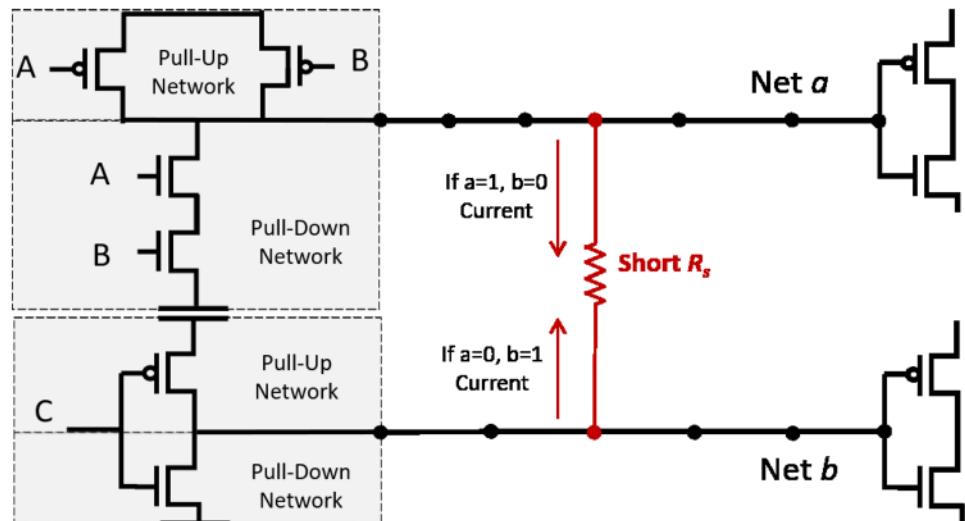 A
Pull-Up
Network
B
Net a
A
B
Pull-Down
Network
If a=1, b=0
Current
Short Rs
If a=0, b=1
Current
C
Pull-Up
Network
Pull-Down
Network
Net b